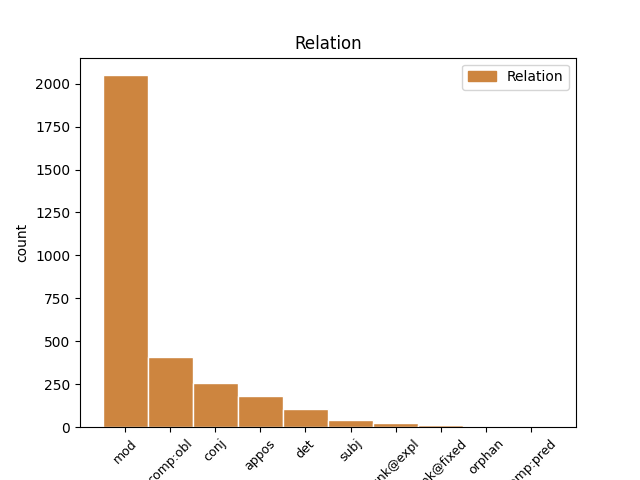 Relation
Relation
count
2000
1750
1500
1250
1000
750
500
250
0
mod
comp:obl
conj
appos
det
subj
orphan